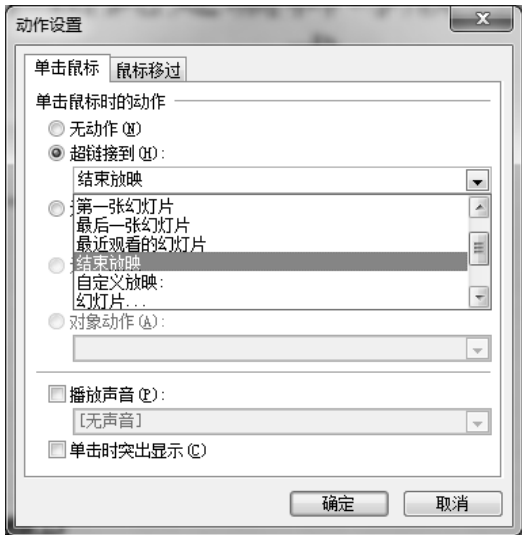 动作设置
单击鼠标 鼠标移过
单击鼠标时的动作
无动作(N)
超链接到(H):
结束放映
第一张幻灯片
最后一张幻灯片
最近观看的幻灯片
结束放映
自定义放映:
幻灯片...
对象动作(A):
播放声音(P):
[无声音]
单击时突出显示(C)
确定 取消